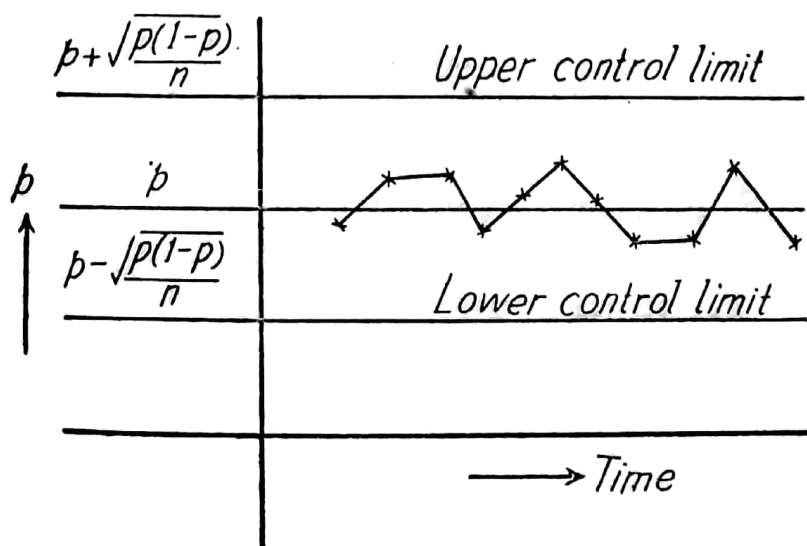 p+√p(1-p)/n
Upper control limit
p
p
p-√p(1-p)/n
Lower control limit
Time